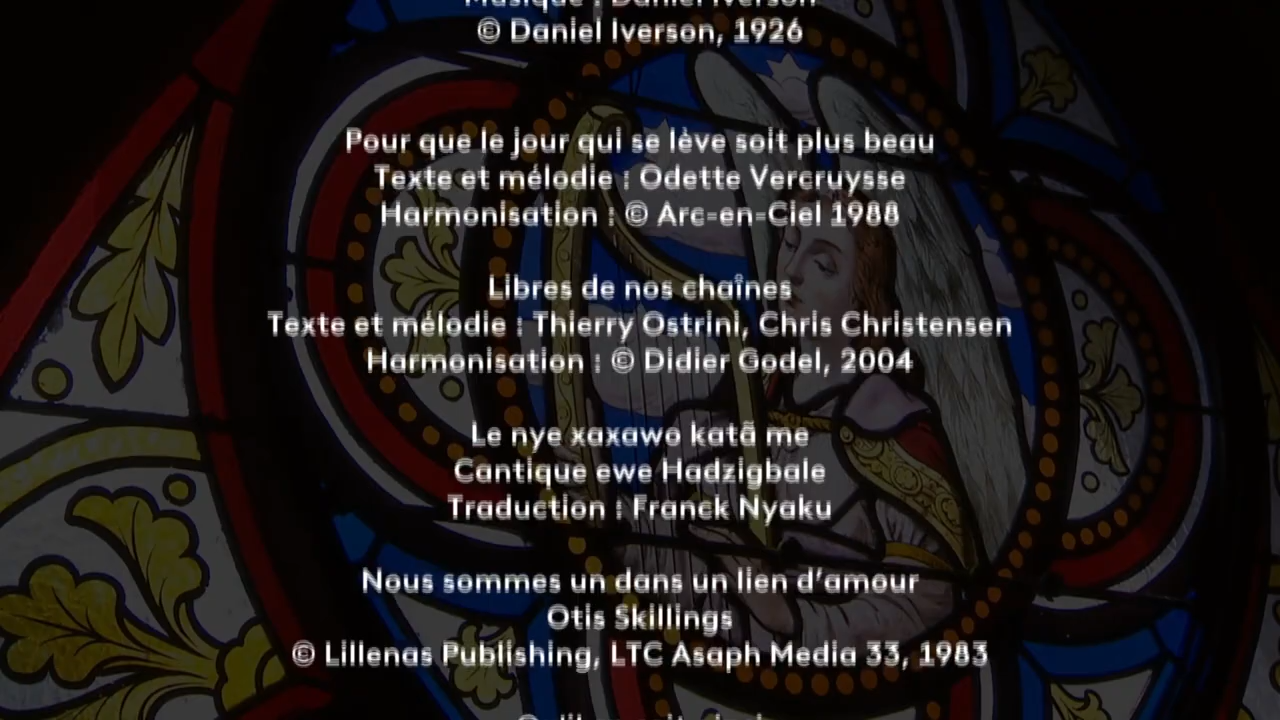 Musique : Daniel Iverson
© Daniel Iverson, 1926
Pour que le jour qui se lève soit plus beau
Texte et mélodie : Odette Vercruysse
Harmonisation : © Arc-en-Ciel 1988
Libres de nos chaînes
Texte et mélodie : Thierry Ostrini, Chris Christensen
Harmonisation : © Didier Godel, 2004
Le nye xaxawo katã me
Cantique ewe Hadzigbale
Traduction : Franck Nyaku
Nous sommes un dans un lien d’amour
Otis Skillings
© Lillenas Publishing, LTC Asaph Media 33, 1983